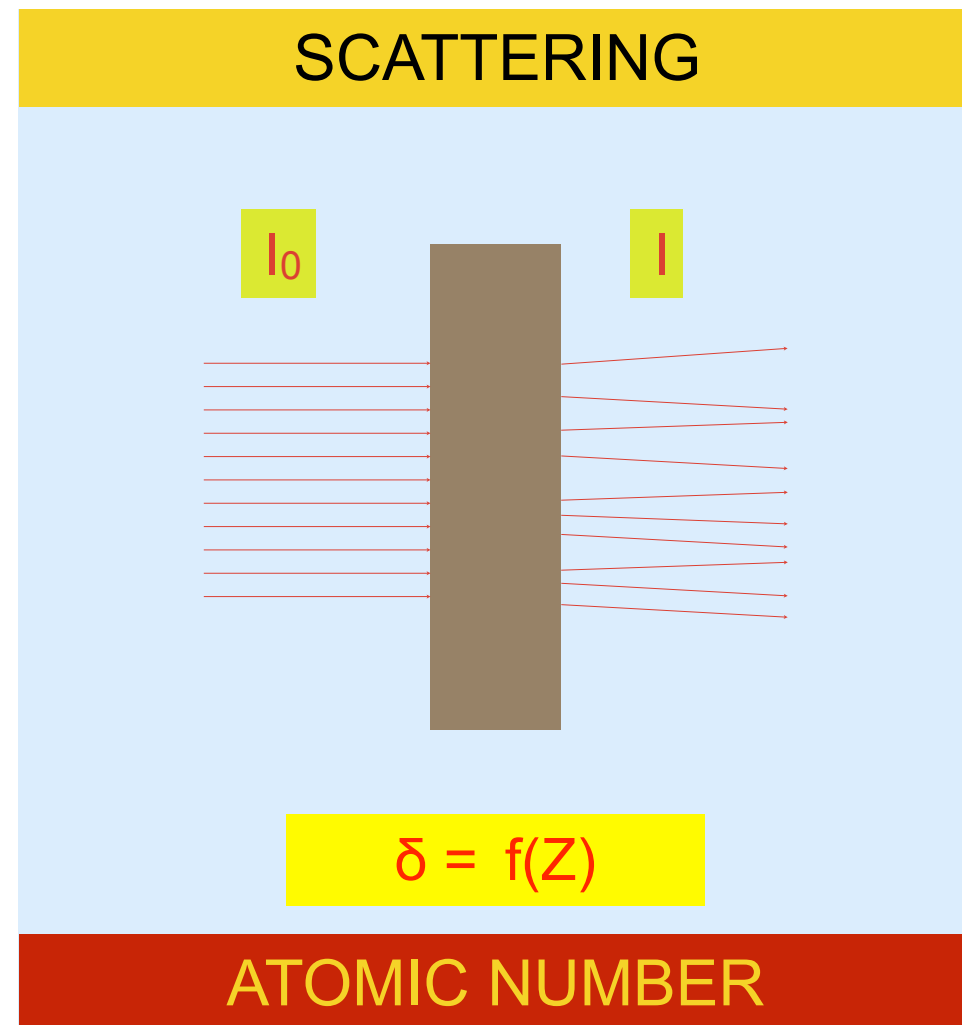 SCATTERING
I₀ I
δ = f(Z)
ATOMIC NUMBER